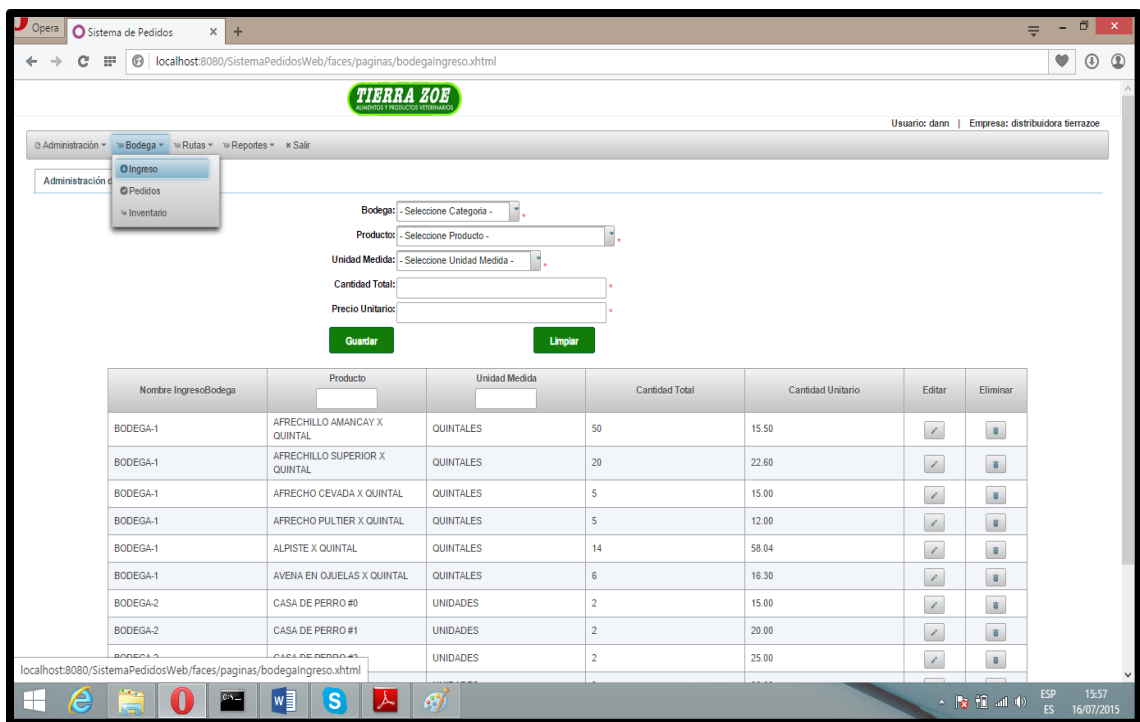 Opera
Sistema de Pedidos
localhost:8080/SistemaPedidosWeb/faces/paginas/bodegaIngreso.xhtml
TIERRA ZOE
ALIMENTOS Y PRODUCTOS VETERINARIOS
Usuario: dann | Empresa: distribuidora tierrazoe
Administración Bodega Rutas Reportes Salir
Ingreso
Pedidos
Inventario
Administración
Bodega: - Seleccione Categoria - *
Producto: - Seleccione Producto - *
Unidad Medida: - Seleccione Unidad Medida - *
Cantidad Total: *
Precio Unitario: *
Guardar Limpiar
Nombre IngresoBodega Producto Unidad Medida Cantidad Total Cantidad Unitario Editar Eliminar
BODEGA-1 AFRECHILLO AMANCAY X QUINTAL QUINTALES 50 15.50
BODEGA-1 AFRECHILLO SUPERIOR X QUINTAL QUINTALES 20 22.60
BODEGA-1 AFRECHO CEVADA X QUINTAL QUINTALES 5 15.00
BODEGA-1 AFRECHO PULTIER X QUINTAL QUINTALES 5 12.00
BODEGA-1 ALPISTE X QUINTAL QUINTALES 14 58.04
BODEGA-1 AVENA EN OJUELAS X QUINTAL QUINTALES 6 16.30
BODEGA-2 CASA DE PERRO #0 UNIDADES 2 15.00
BODEGA-2 CASA DE PERRO #1 UNIDADES 2 20.00
UNIDADES 2 25.00
localhost:8080/SistemaPedidosWeb/faces/paginas/bodegaIngreso.xhtml
ESP 15:57
ES 16/07/2015